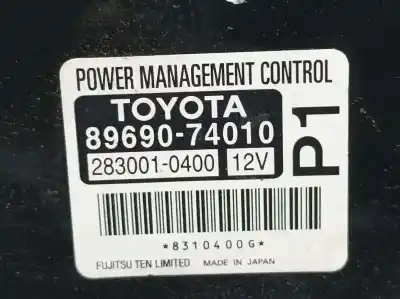 POWER MANAGEMENT CONTROL
TOYOTA
89690-74010
283001-0400 12V
P1
*8310400G*
FUJITSU TEN LIMITED MADE IN JAPAN